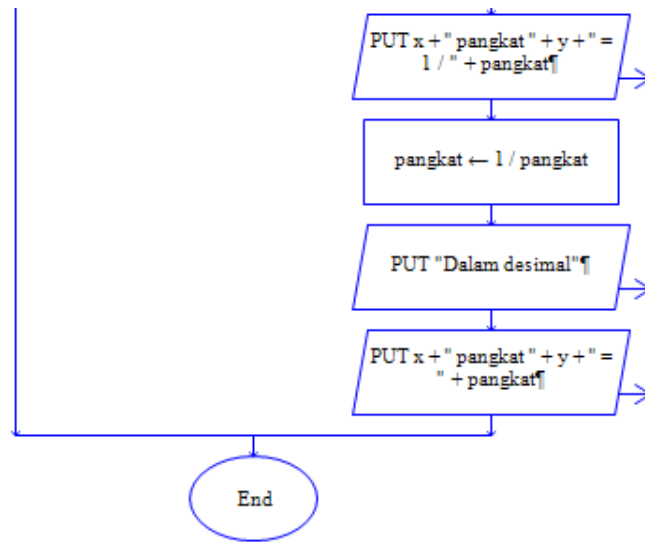 PUT x + " pangkat " + y + " =
1 / " + pangkat¶
pangkat ← 1 / pangkat
PUT "Dalam desimal"¶
PUT x + " pangkat " + y + " =
" + pangkat¶
End